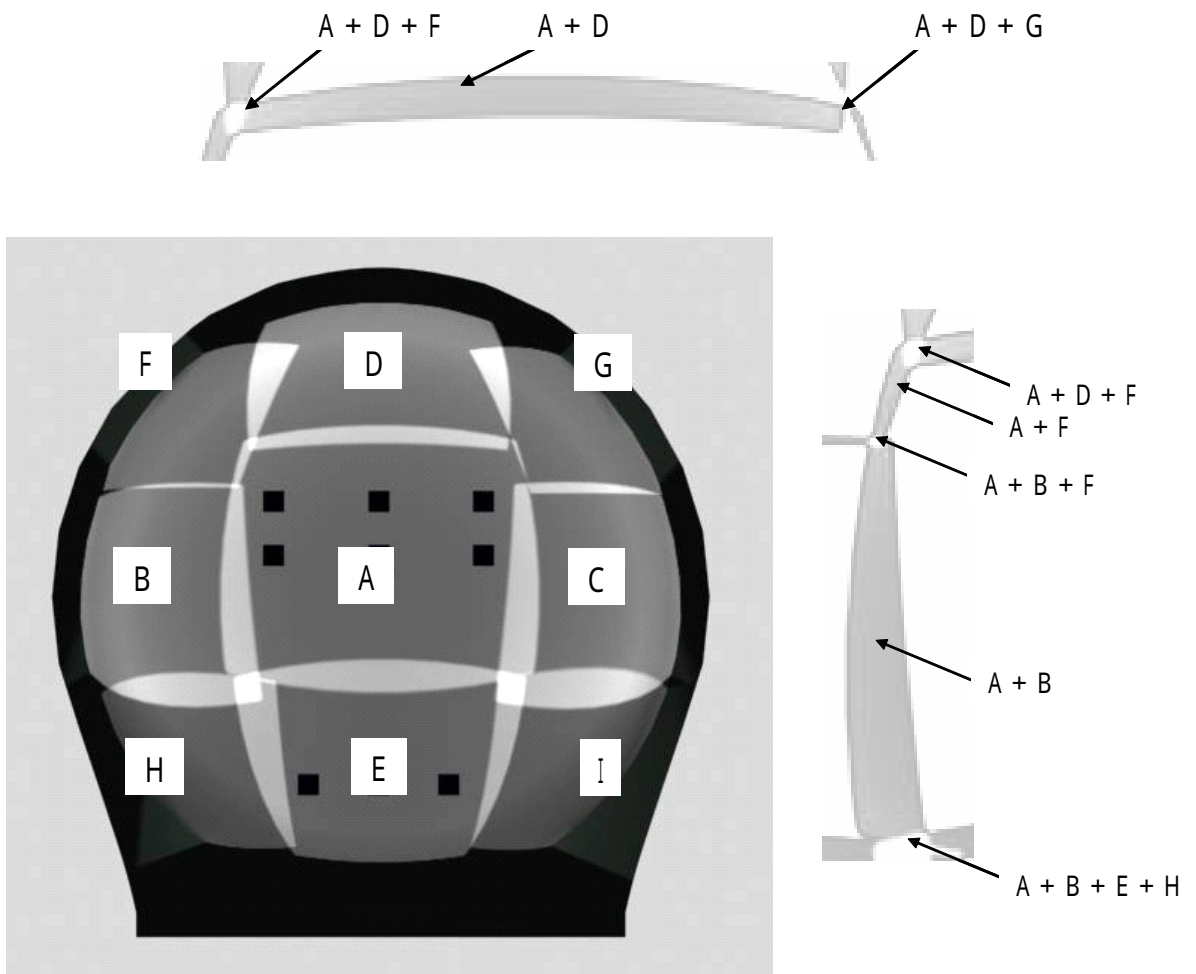 A + D + F
A + D
A + D + G
F
D
G
B
A
C
H
E
I
A + D + F
A + F
A + B + F
A + B
A + B + E + H